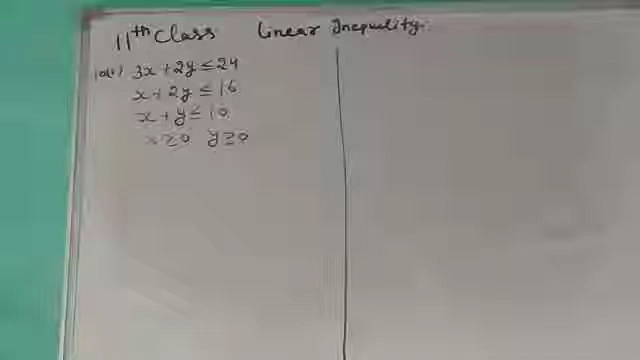 11th Class Linear Inequality.
3x + 2y ≤ 24
x + 2y ≤ 16
x + y ≤ 10
x ≥ 0 y ≥ 0